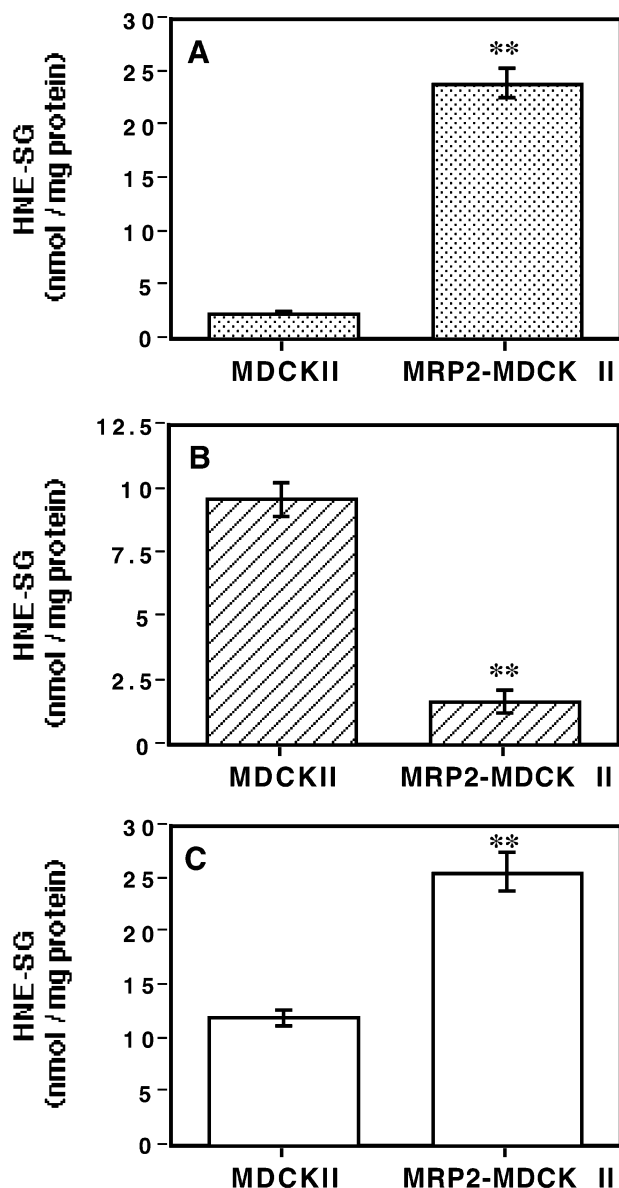 A
HNE-SG
(nmol / mg protein)
30
25
20
15
10
5
0
**
MDCKII MRP2-MDCK II
B
HNE-SG
(nmol / mg protein)
12.5
10
7.5
5
2.5
0
**
MDCKII MRP2-MDCK II
C
HNE-SG
(nmol / mg protein)
30
25
20
15
10
5
0
**
MDCKII MRP2-MDCK II